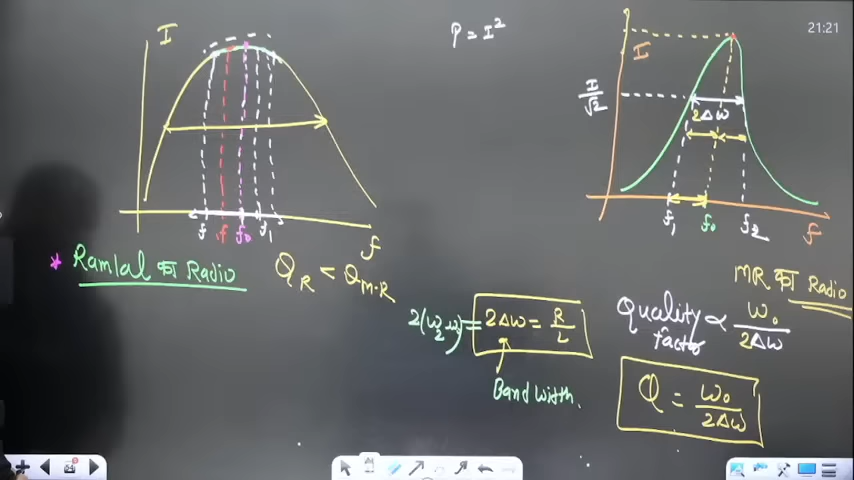 21:21
I
P = I²
I
I/√2
2Δω
f f f₀ f₁
f
f₁ f₀ f₂
f
* Ramlal का Radio
Q_R < Q_M.R
MR का Radio
2(ω₂-ω₀) = 2Δω = R/L
Band width.
Quality factor ∝ ω₀/2Δω
Q = ω₀/2Δω